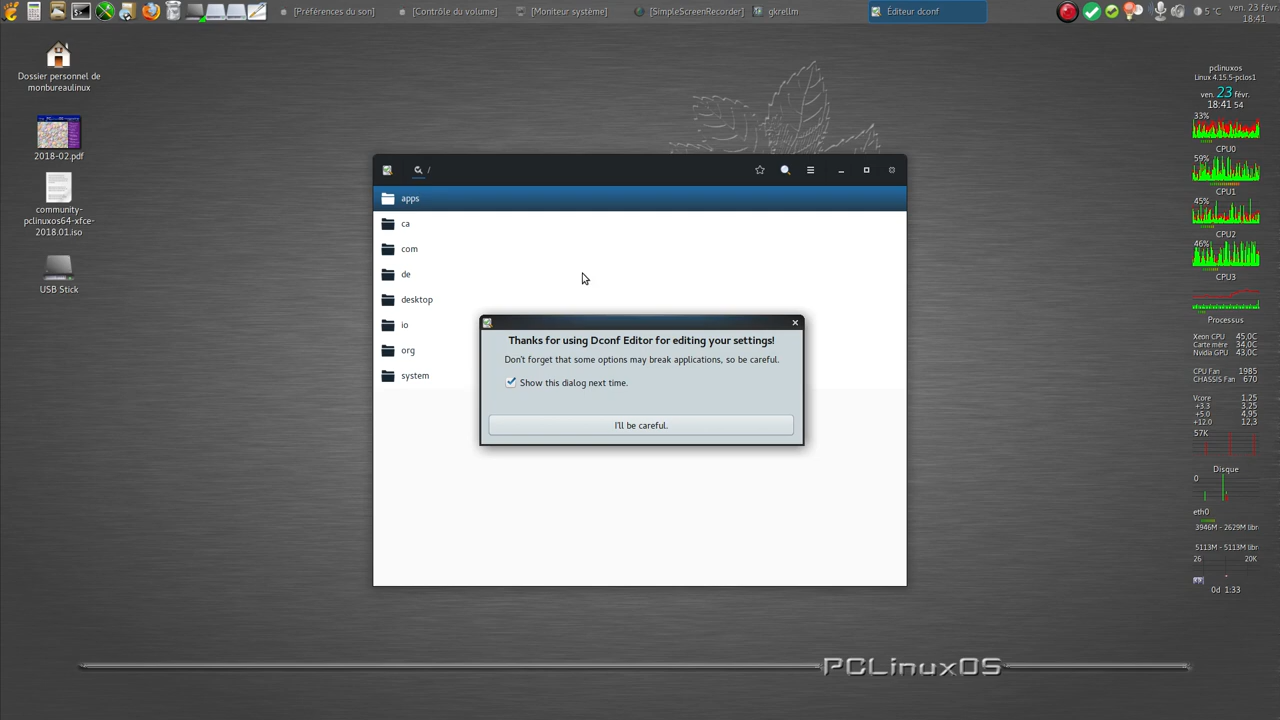 [Préférences du son]
[Contrôle du volume]
[Moniteur système]
[SimpleScreenRecorder]
gkrellm
Éditeur dconf
5 °C
ven. 23 févr.
18:41
Dossier personnel de
monbureaulinux
2018-02.pdf
community-
pclinuxos64-xfce-
2018.01.iso
USB Stick
/
apps
ca
com
de
desktop
io
org
system
Thanks for using Dconf Editor for editing your settings!
Don't forget that some options may break applications, so be careful.
Show this dialog next time.
I'll be careful.
pclinuxos
Linux 4.15.5-pclos1
ven. 23 févr.
18:41 54
33%
CPU0
59%
CPU1
45%
CPU2
46%
CPU3
Processus
Xeon CPU 45,0C
Carte mère 34,0C
Nvidia GPU 43,0C
CPU Fan 1985
CHASSIS Fan 670
Vcore 1,25
+3.3 3,25
+5.0 4,95
+12.0 12,3
57K
Disque
0
eth0
3946M - 2629M libr
5113M - 5113M libr
26 20K
-
0d 1:33
PCLinuxOS